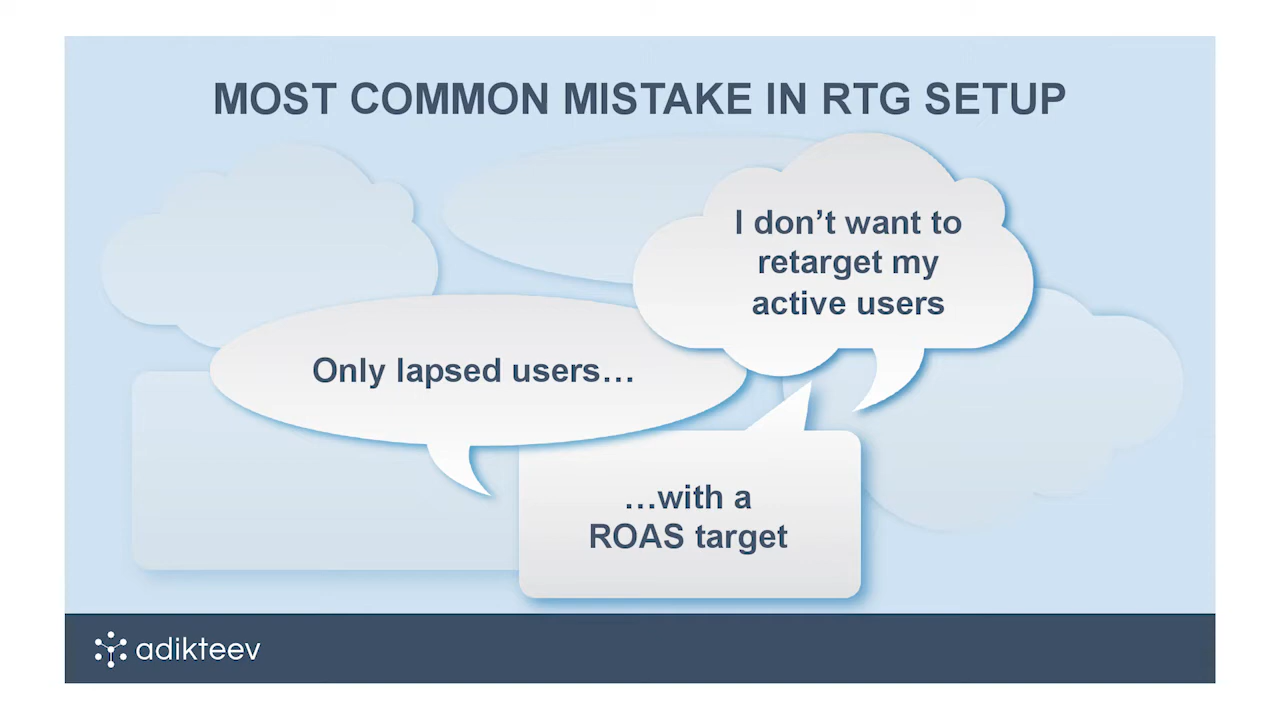 MOST COMMON MISTAKE IN RTG SETUP
I don’t want to
retarget my
active users
Only lapsed users…
…with a
ROAS target
adikteev